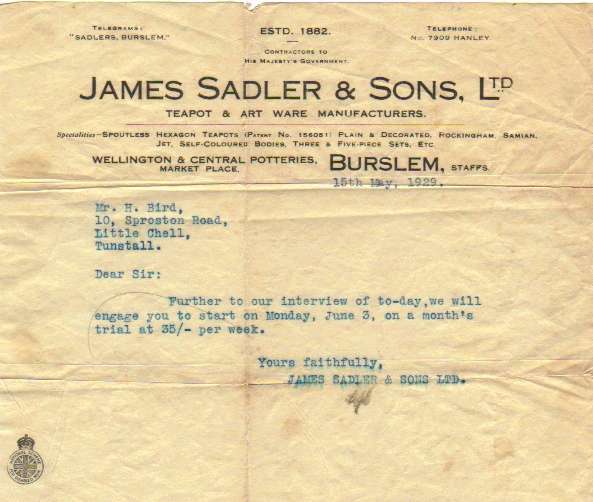 TELEGRAMS:
"SADLERS, BURSLEM."
ESTD. 1882.
TELEPHONE:
No. 7909 HANLEY.
CONTRACTORS TO
HIS MAJESTY'S GOVERNMENT.
JAMES SADLER & SONS, LTD
TEAPOT & ART WARE MANUFACTURERS.
Specialities—SPOUTLESS HEXAGON TEAPOTS (PATENT No. 156081) PLAIN & DECORATED, ROCKINGHAM, SAMIAN,
JET, SELF-COLOURED BODIES, THREE & FIVE-PIECE SETS, ETC.
WELLINGTON & CENTRAL POTTERIES,
MARKET PLACE,
BURSLEM, STAFFS.
15th May, 1929.
Mr. H. Bird,
10, Sproston Road,
Little Chell,
Tunstall.
Dear Sir:
Further to our interview of to-day,we will
engage you to start on Monday, June 3, on a month's
trial at 35/- per week.
Yours faithfully,
JAMES SADLER & SONS LTD.